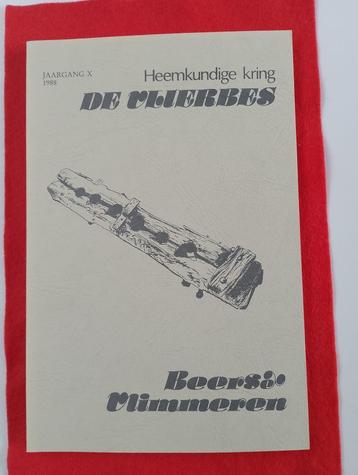 JAARGANG X
1988
Heemkundige kring
DE VLIERBES
Beerse
Vlimmeren